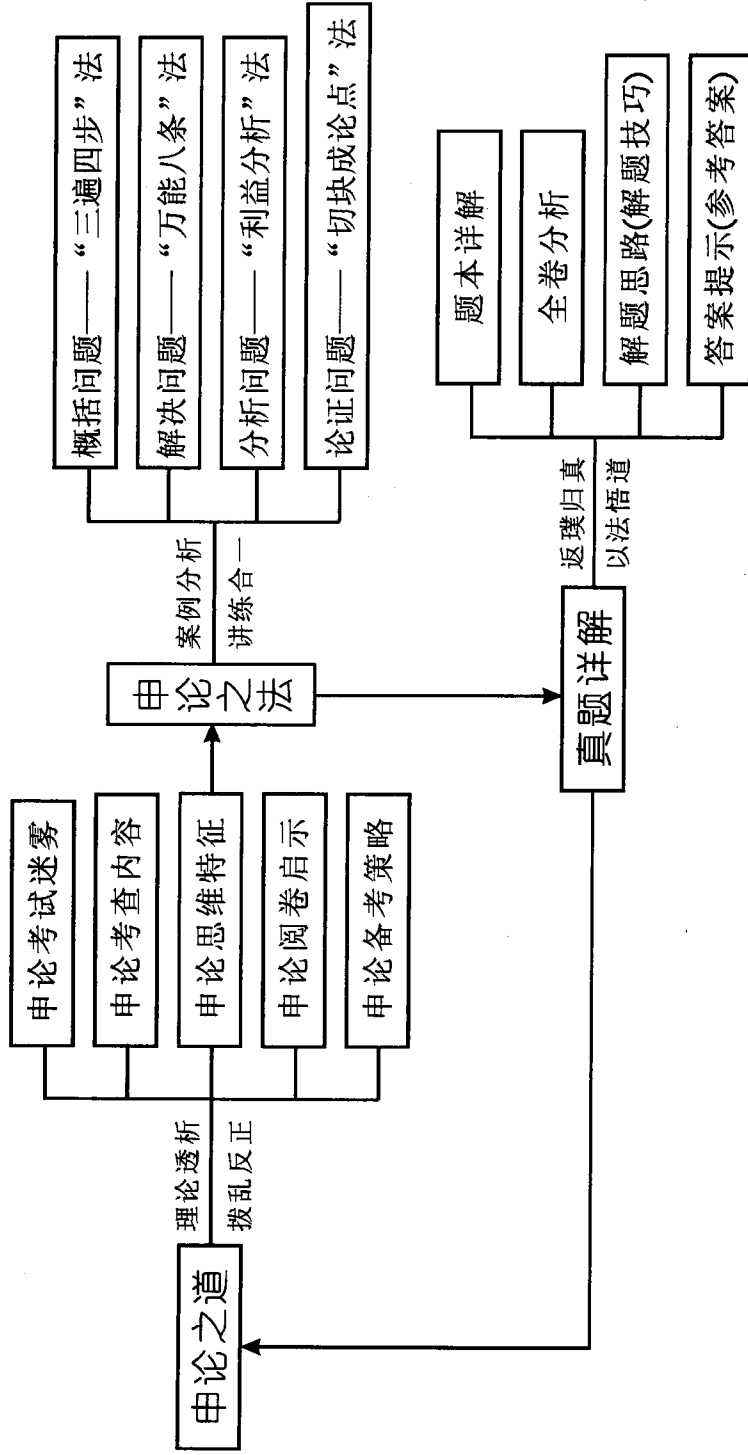 申论之道
理论透析
拨乱反正
申论考试迷雾
申论考查内容
申论思维特征
申论阅卷启示
申论备考策略
申论之法
案例分析
讲练合一
概括问题——“三遍四步”法
解决问题——“万能八条”法
分析问题——“利益分析”法
论证问题——“切块成论点”法
真题详解
返璞归真
以法悟道
题本详解
全卷分析
解题思路(解题技巧)
答案提示(参考答案)